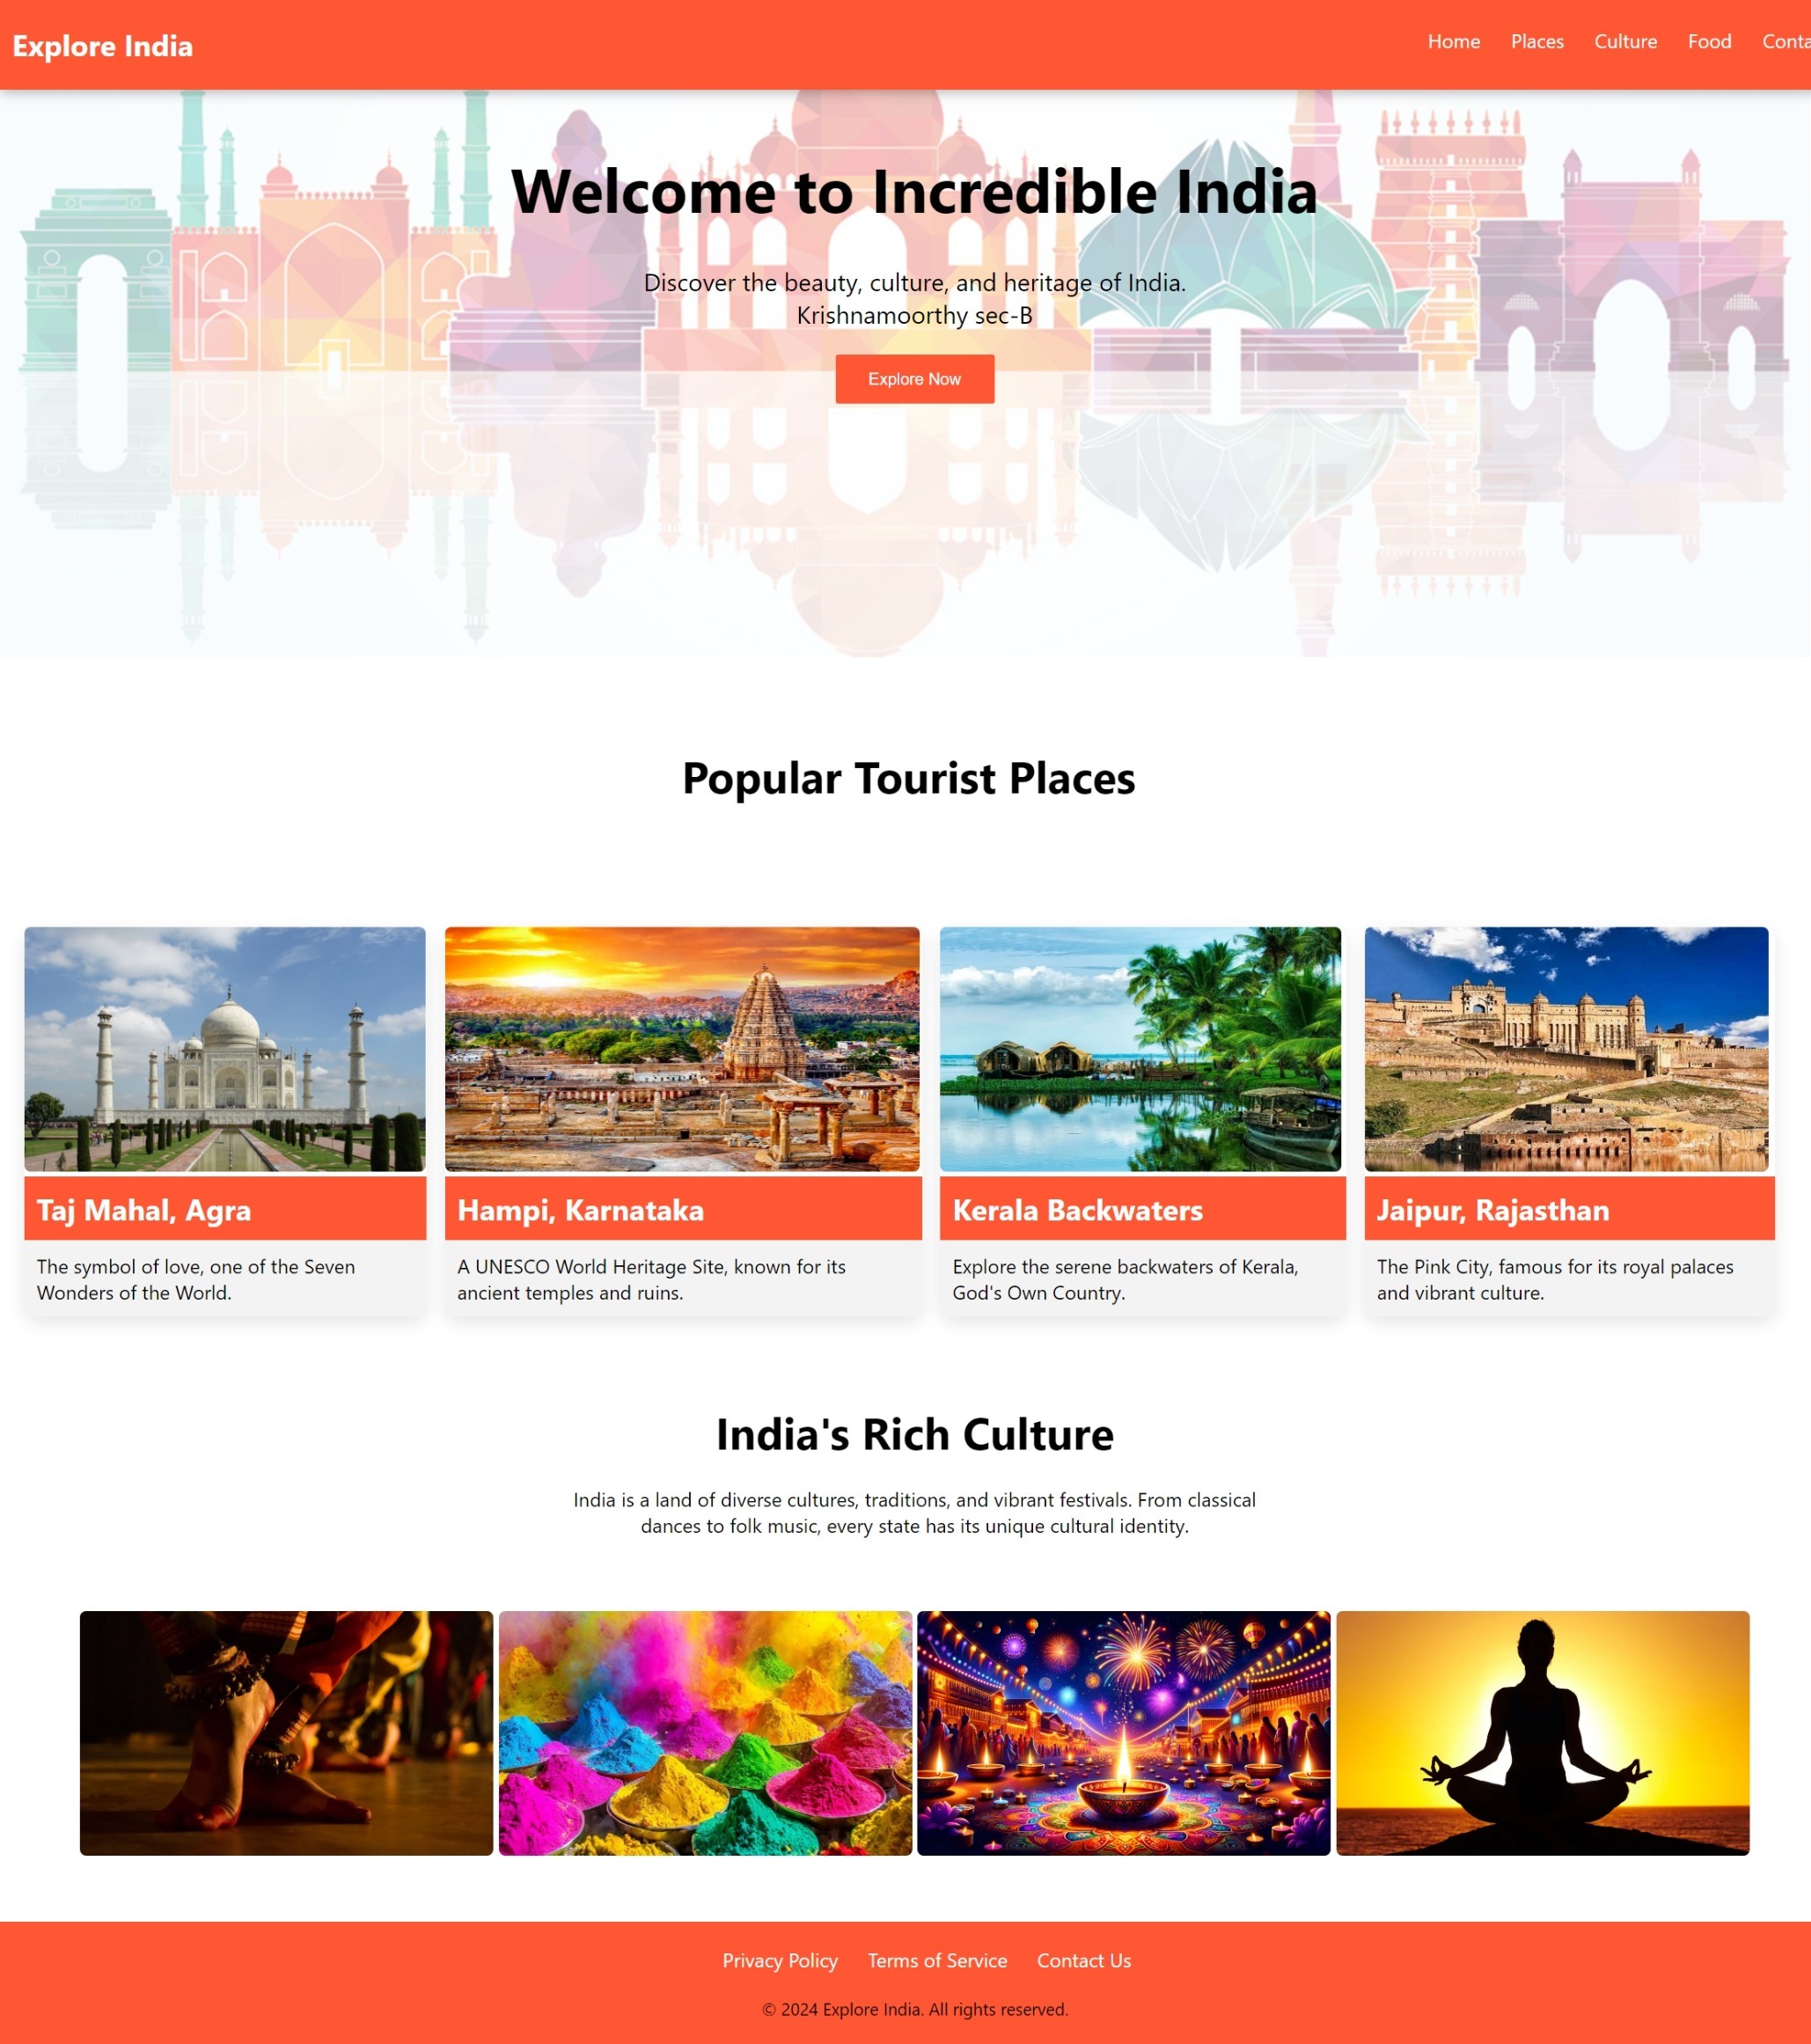 Explore India
Home Places Culture Food Conta
Welcome to Incredible India
Discover the beauty, culture, and heritage of India.
Krishnamoorthy sec-B
Explore Now
Popular Tourist Places
Taj Mahal, Agra
The symbol of love, one of the Seven
Wonders of the World.
Hampi, Karnataka
A UNESCO World Heritage Site, known for its
ancient temples and ruins.
Kerala Backwaters
Explore the serene backwaters of Kerala,
God's Own Country.
Jaipur, Rajasthan
The Pink City, famous for its royal palaces
and vibrant culture.
India's Rich Culture
India is a land of diverse cultures, traditions, and vibrant festivals. From classical
dances to folk music, every state has its unique cultural identity.
Privacy Policy Terms of Service Contact Us
© 2024 Explore India. All rights reserved.